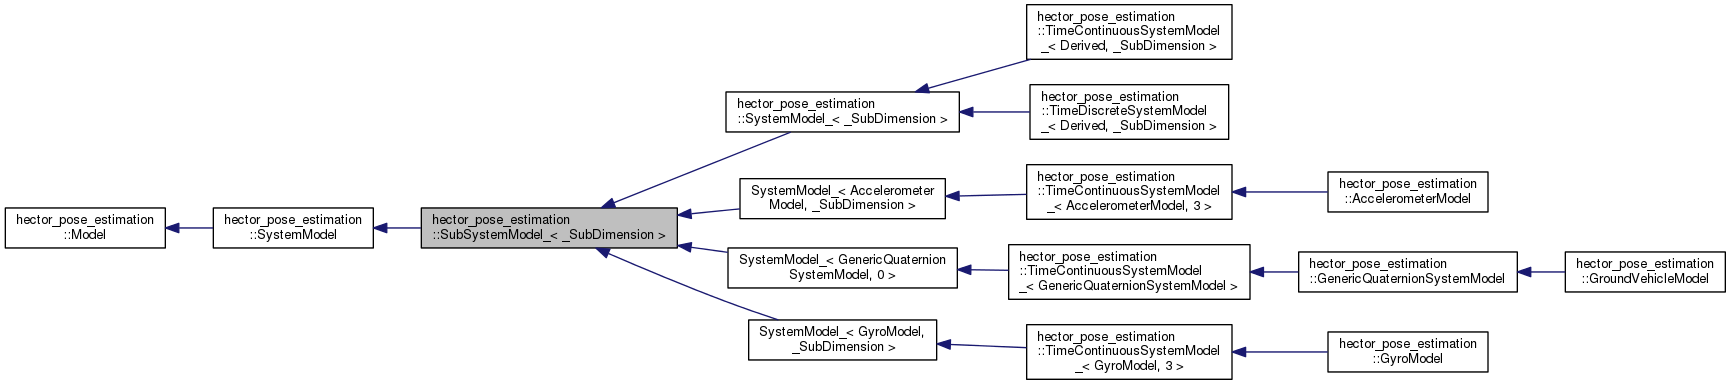 hector_pose_estimation
::Model
hector_pose_estimation
::SystemModel
hector_pose_estimation
::SubSystemModel_< _SubDimension >
hector_pose_estimation
::SystemModel_< _SubDimension >
hector_pose_estimation
::TimeContinuousSystemModel
_< Derived, _SubDimension >
hector_pose_estimation
::TimeDiscreteSystemModel
_< Derived, _SubDimension >
SystemModel_< Accelerometer
Model, _SubDimension >
hector_pose_estimation
::TimeContinuousSystemModel
_< AccelerometerModel, 3 >
hector_pose_estimation
::AccelerometerModel
SystemModel_< GenericQuaternion
SystemModel, 0 >
hector_pose_estimation
::TimeContinuousSystemModel
_< GenericQuaternionSystemModel >
hector_pose_estimation
::GenericQuaternionSystemModel
hector_pose_estimation
::GroundVehicleModel
SystemModel_< GyroModel,
_SubDimension >
hector_pose_estimation
::TimeContinuousSystemModel
_< GyroModel, 3 >
hector_pose_estimation
::GyroModel